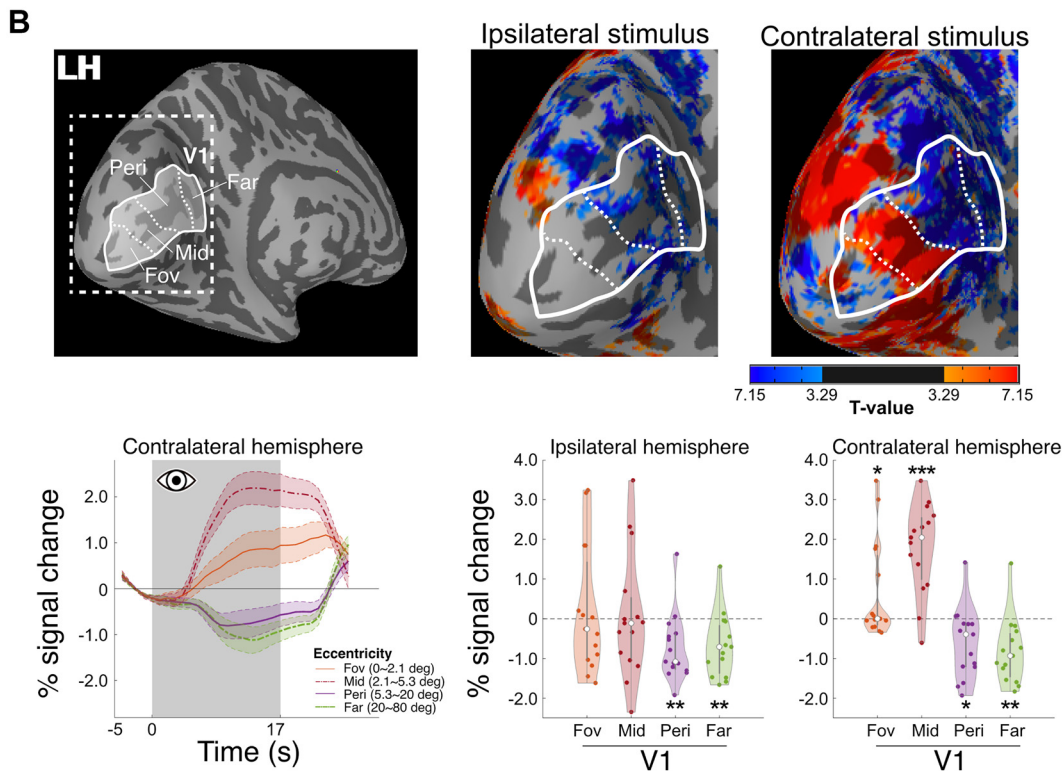 B
LH
V1
Peri
Far
Mid
Fov
Ipsilateral stimulus
Contralateral stimulus
7.15 3.29 3.29 7.15
T-value
Contralateral hemisphere
% signal change
2.0
1.0
0
-1.0
-2.0
Eccentricity
Fov (0~2.1 deg)
Mid (2.1~5.3 deg)
Peri (5.3~20 deg)
Far (20~80 deg)
-5 0 17
Time (s)
Ipsilateral hemisphere
% signal change
4.0
3.0
2.0
1.0
0
-1.0
-2.0
** **
Fov Mid Peri Far
V1
Contralateral hemisphere
4.0
3.0
2.0
1.0
0
-1.0
-2.0
* ***
* **
Fov Mid Peri Far
V1